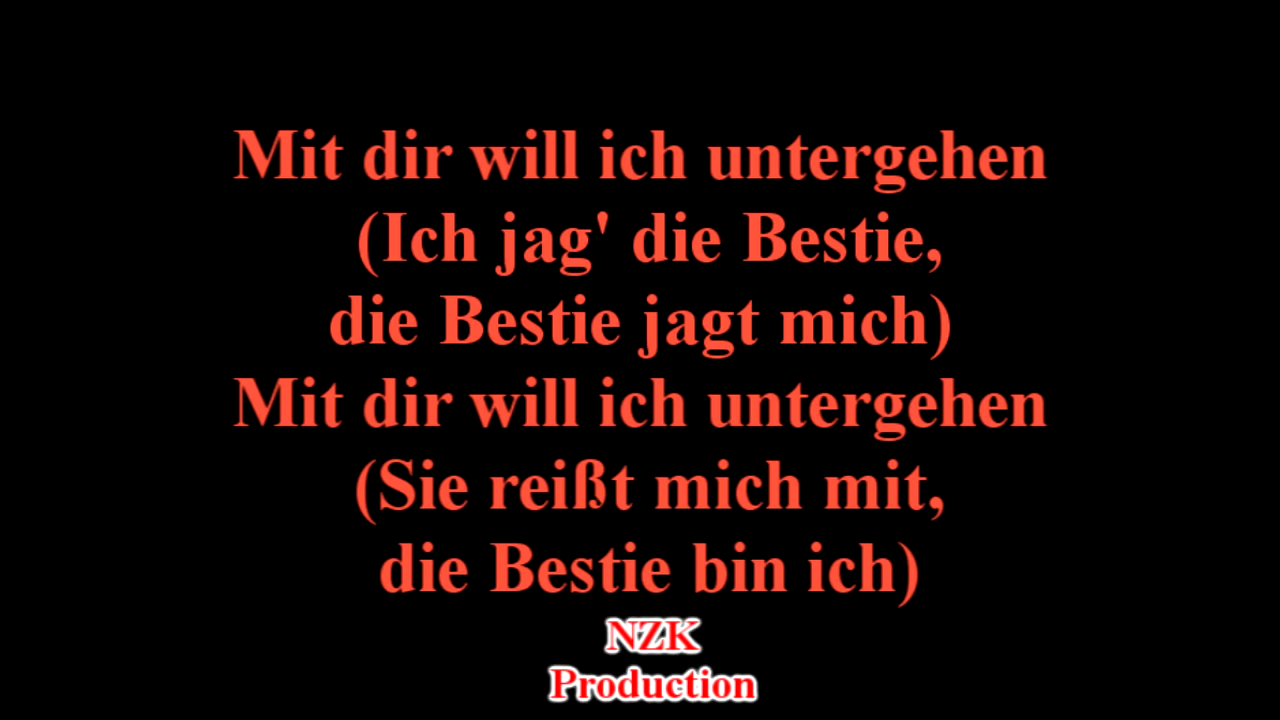 Mit dir will ich untergehen
(Ich jag' die Bestie,
die Bestie jagt mich)
Mit dir will ich untergehen
(Sie reißt mich mit,
die Bestie bin ich)
NZK
Production